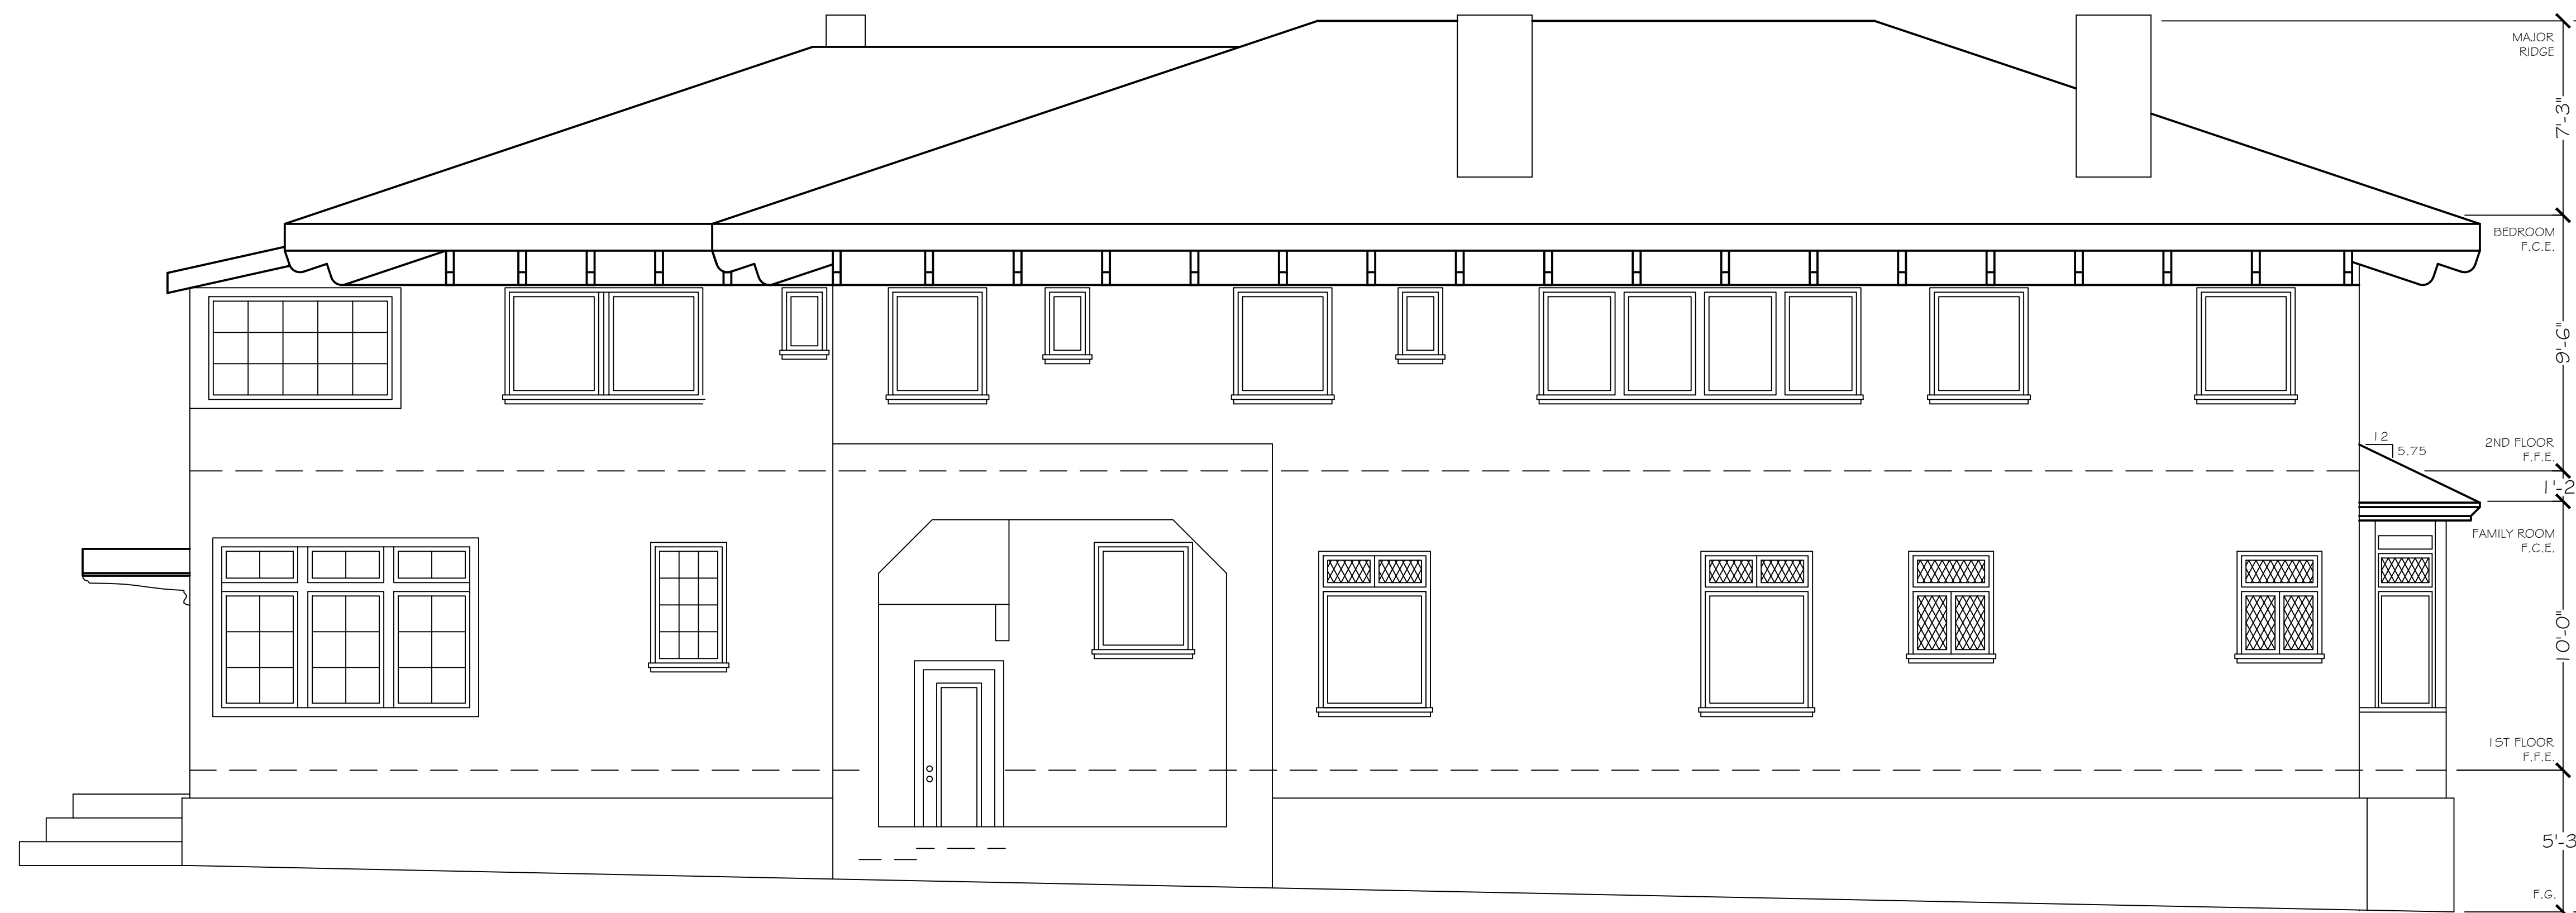 MAJOR
RIDGE
7'-3"
BEDROOM
F.C.E.
9'-6"
12
5.75
2ND FLOOR
F.F.E.
1'-2
FAMILY ROOM
F.C.E.
10'-0"
1ST FLOOR
F.F.E.
5'-3
F.G.